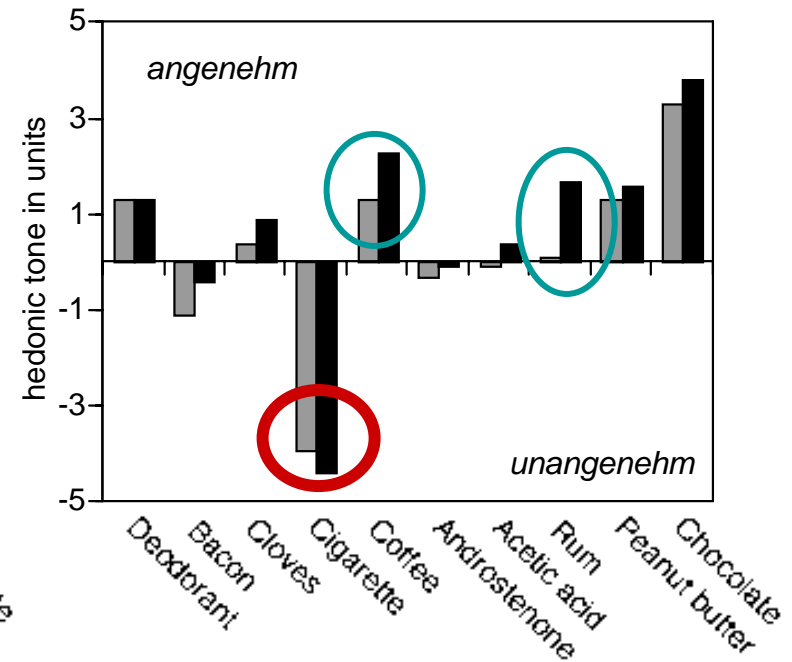 hedonic tone in units
5
3
1
-1
-3
-5
angenehm
unangenehm
Deodorant
Bacon
Cloves
Cigarette
Coffee
Androstenone
Acetic acid
Rum
Peanut butter
Chocolate